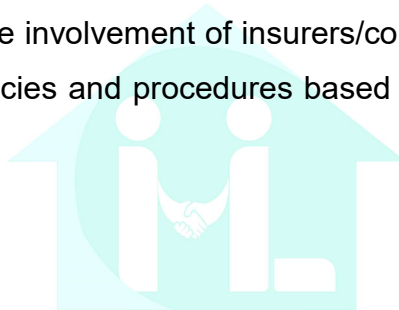 e involvement of insurers/co
cies and procedures based